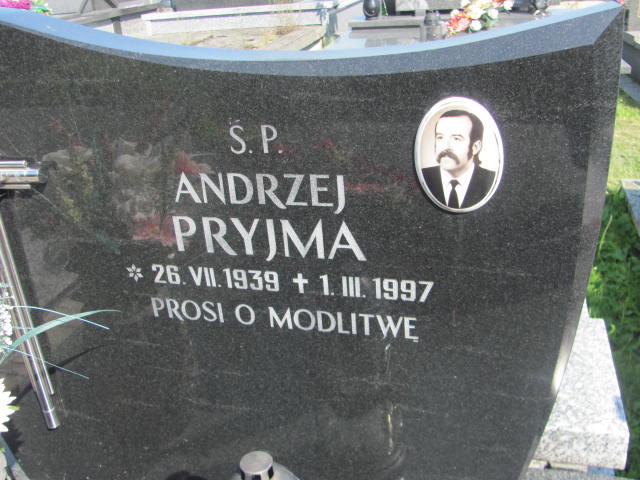 Ś.P.
ANDRZEJ
PRYJMA
* 26.VII.1939 + 1.III.1997
PROSI O MODLITWĘ